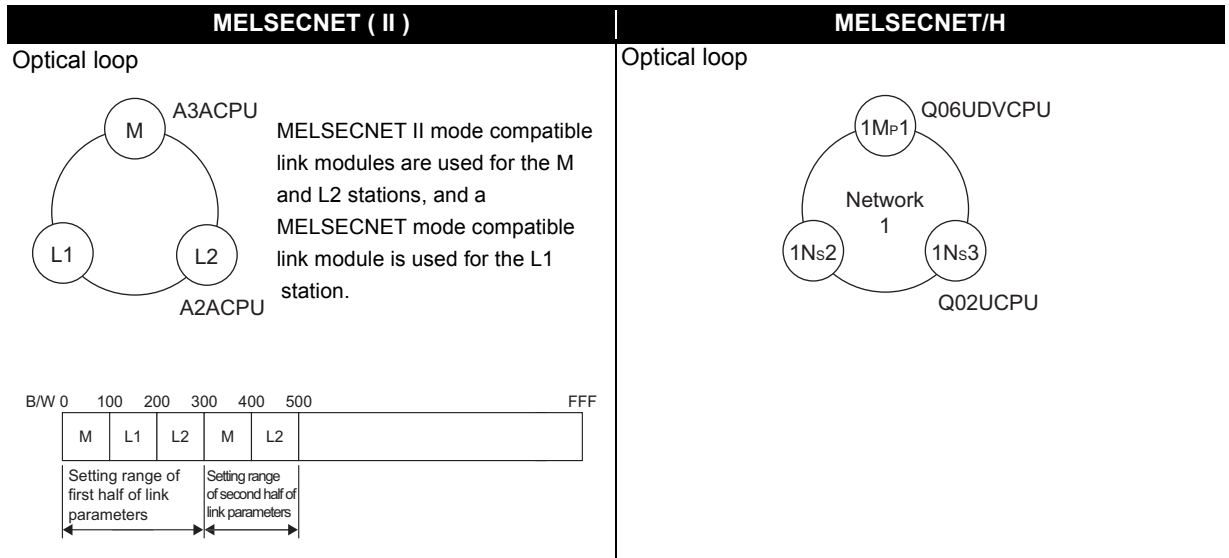 MELSECNET ( II )
MELSECNET/H
Optical loop
M
A3ACPU
L1
L2
A2ACPU
MELSECNET II mode compatible
link modules are used for the M
and L2 stations, and a
MELSECNET mode compatible
link module is used for the L1
station.
B/W 0 100 200 300 400 500 FFF
M L1 L2 M L2
Setting range of
first half of link
parameters
Setting range
of second half of
link parameters
Optical loop
1MP1
Q06UDVCPU
Network
1
1NS2
1NS3
Q02UCPU